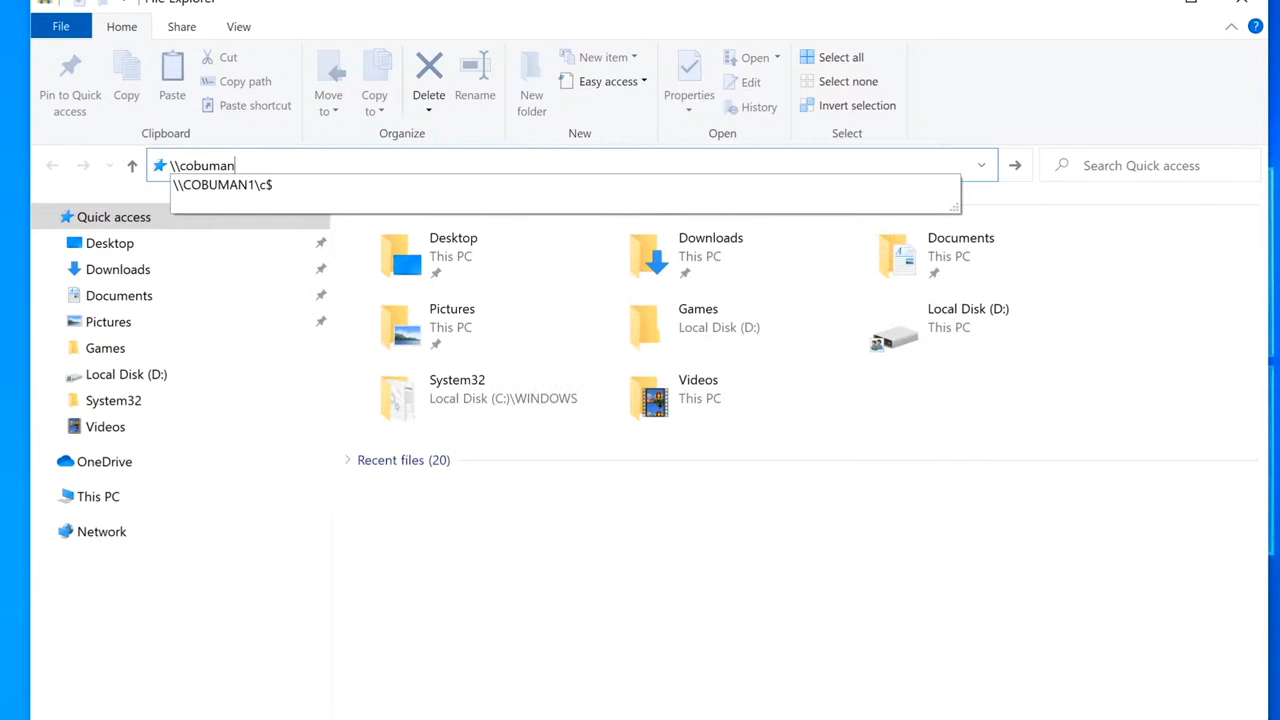 File Explorer
File Home Share View
Pin to Quick access
Copy
Paste
Cut
Copy path
Paste shortcut
Clipboard
Move to
Copy to
Delete
Rename
Organize
New folder
New item
Easy access
New
Properties
Open
Edit
History
Open
Select all
Select none
Invert selection
Select
\\cobuman
Search Quick access
\\COBUMAN1\c$
Quick access
Desktop
Downloads
Documents
Pictures
Games
Local Disk (D:)
System32
Videos
OneDrive
This PC
Network
Desktop
This PC
Downloads
This PC
Documents
This PC
Pictures
This PC
Games
Local Disk (D:)
Local Disk (D:)
This PC
System32
Local Disk (C:)\WINDOWS
Videos
This PC
Recent files (20)